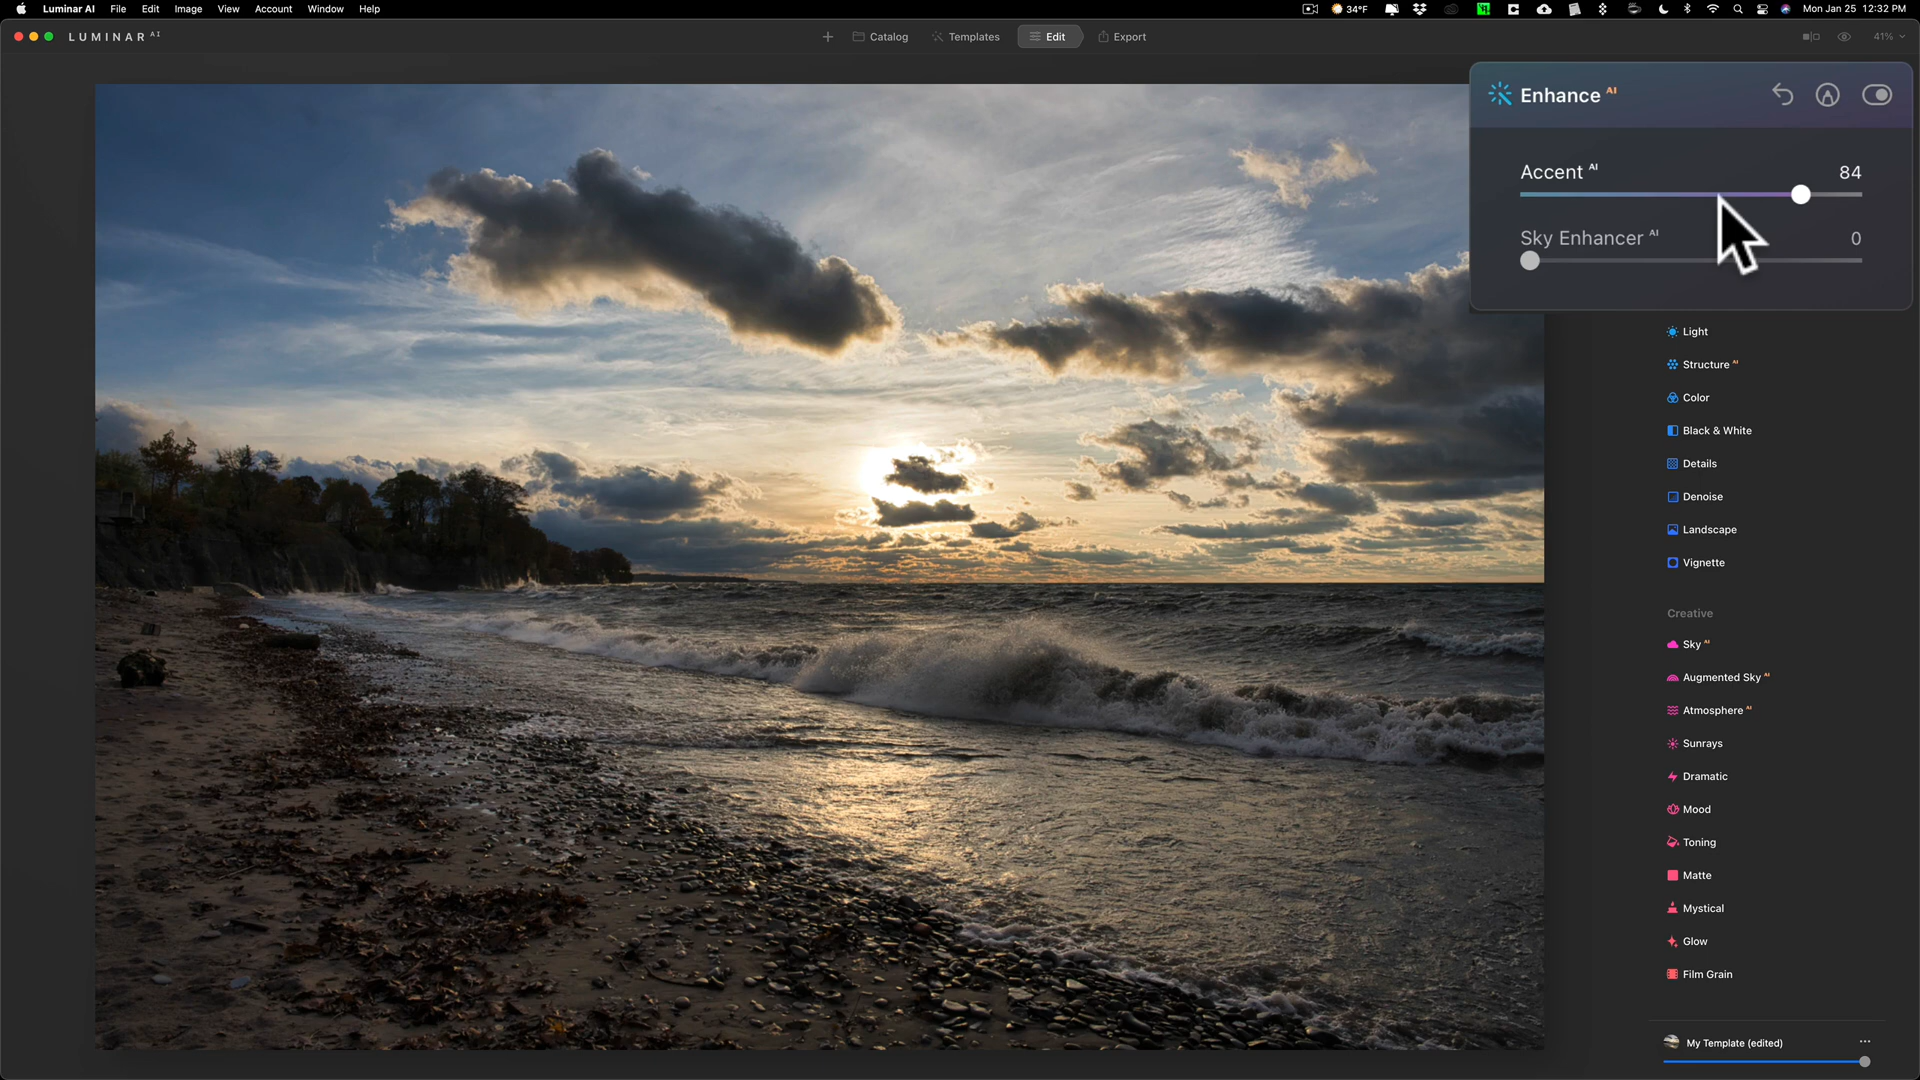 Luminar AI File Edit Image View Account Window Help 34°F Mon Jan 25 12:32 PM
LUMINAR AI
Catalog Templates Edit Export 41%
Enhance AI
Accent AI 84
Sky Enhancer AI 0
Light
Structure AI
Color
Black & White
Details
Denoise
Landscape
Vignette
Creative
Sky AI
Augmented Sky AI
Atmosphere AI
Sunrays
Dramatic
Mood
Toning
Matte
Mystical
Glow
Film Grain
My Template (edited)